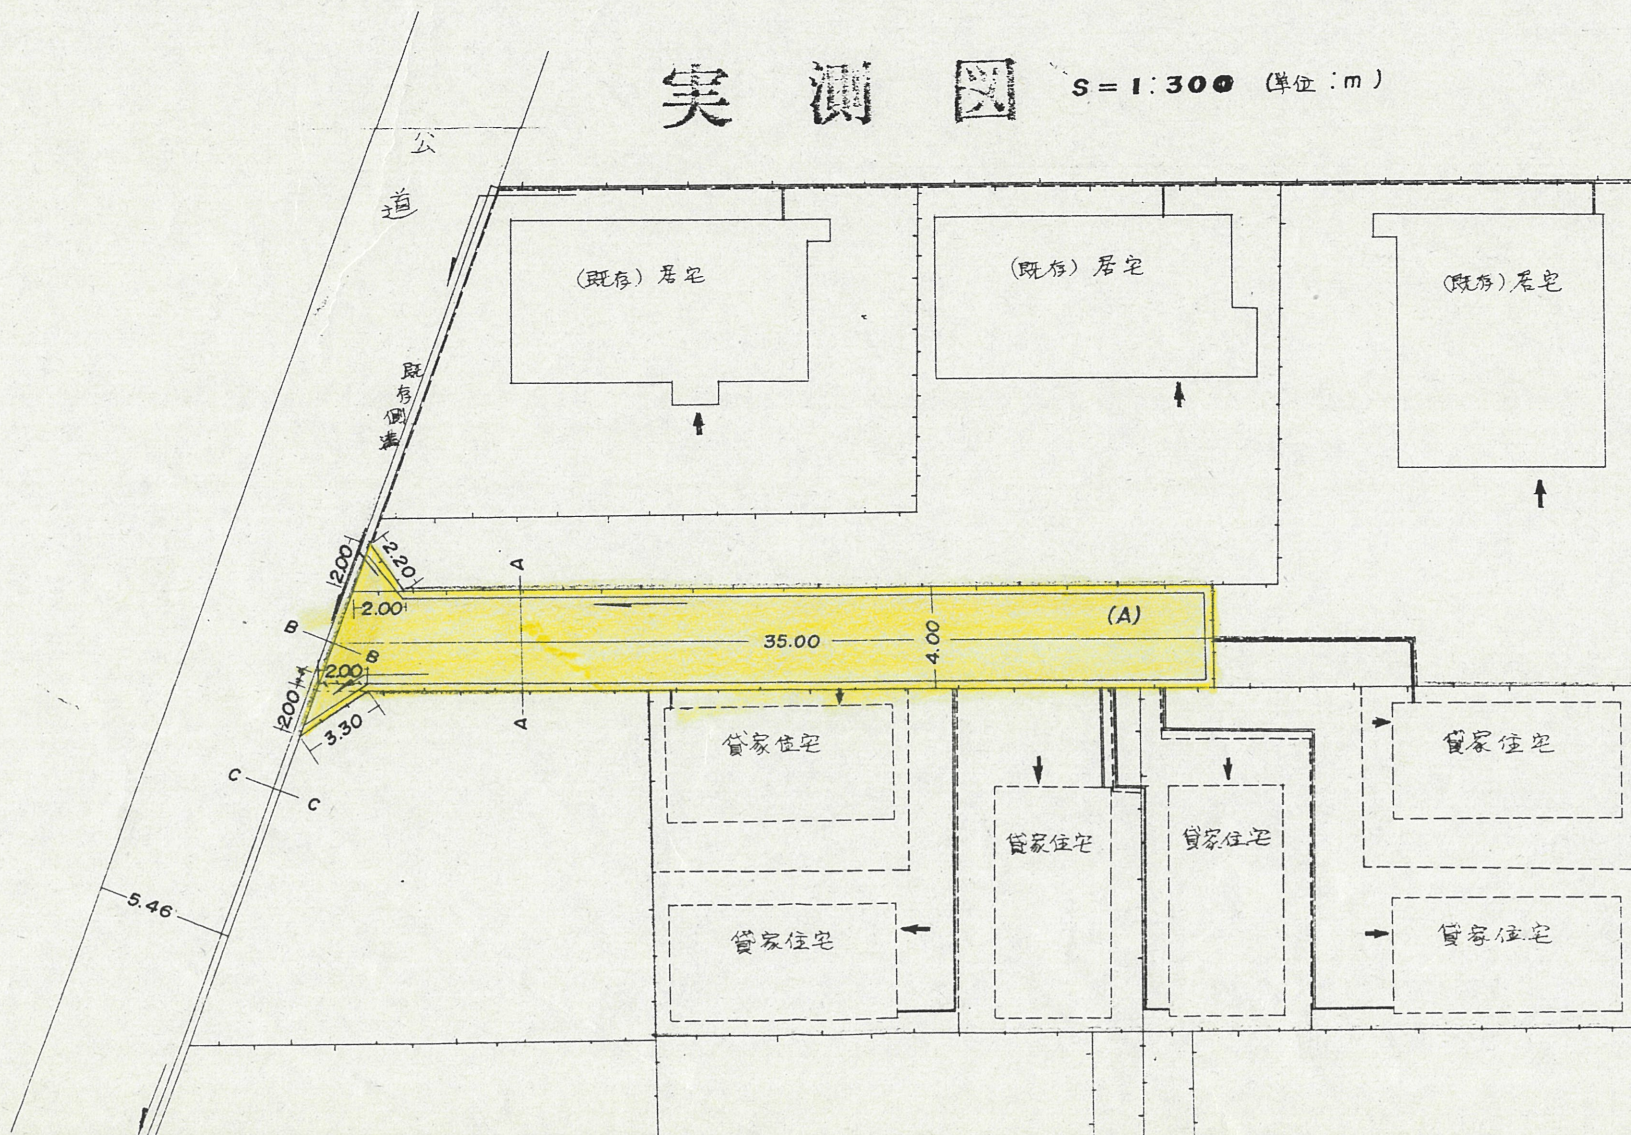 実測図 S=1:300 (単位:m)
公道
(既存)居宅
(既存)居宅
(既存)居宅
既存側溝
2.00
2.20
A
2.00
(A)
B
35.00
4.00
B
2.00
2.00
3.30
A
貸家住宅
貸家住宅
C
C
貸家住宅
貸家住宅
5.46
貸家住宅
貸家住宅